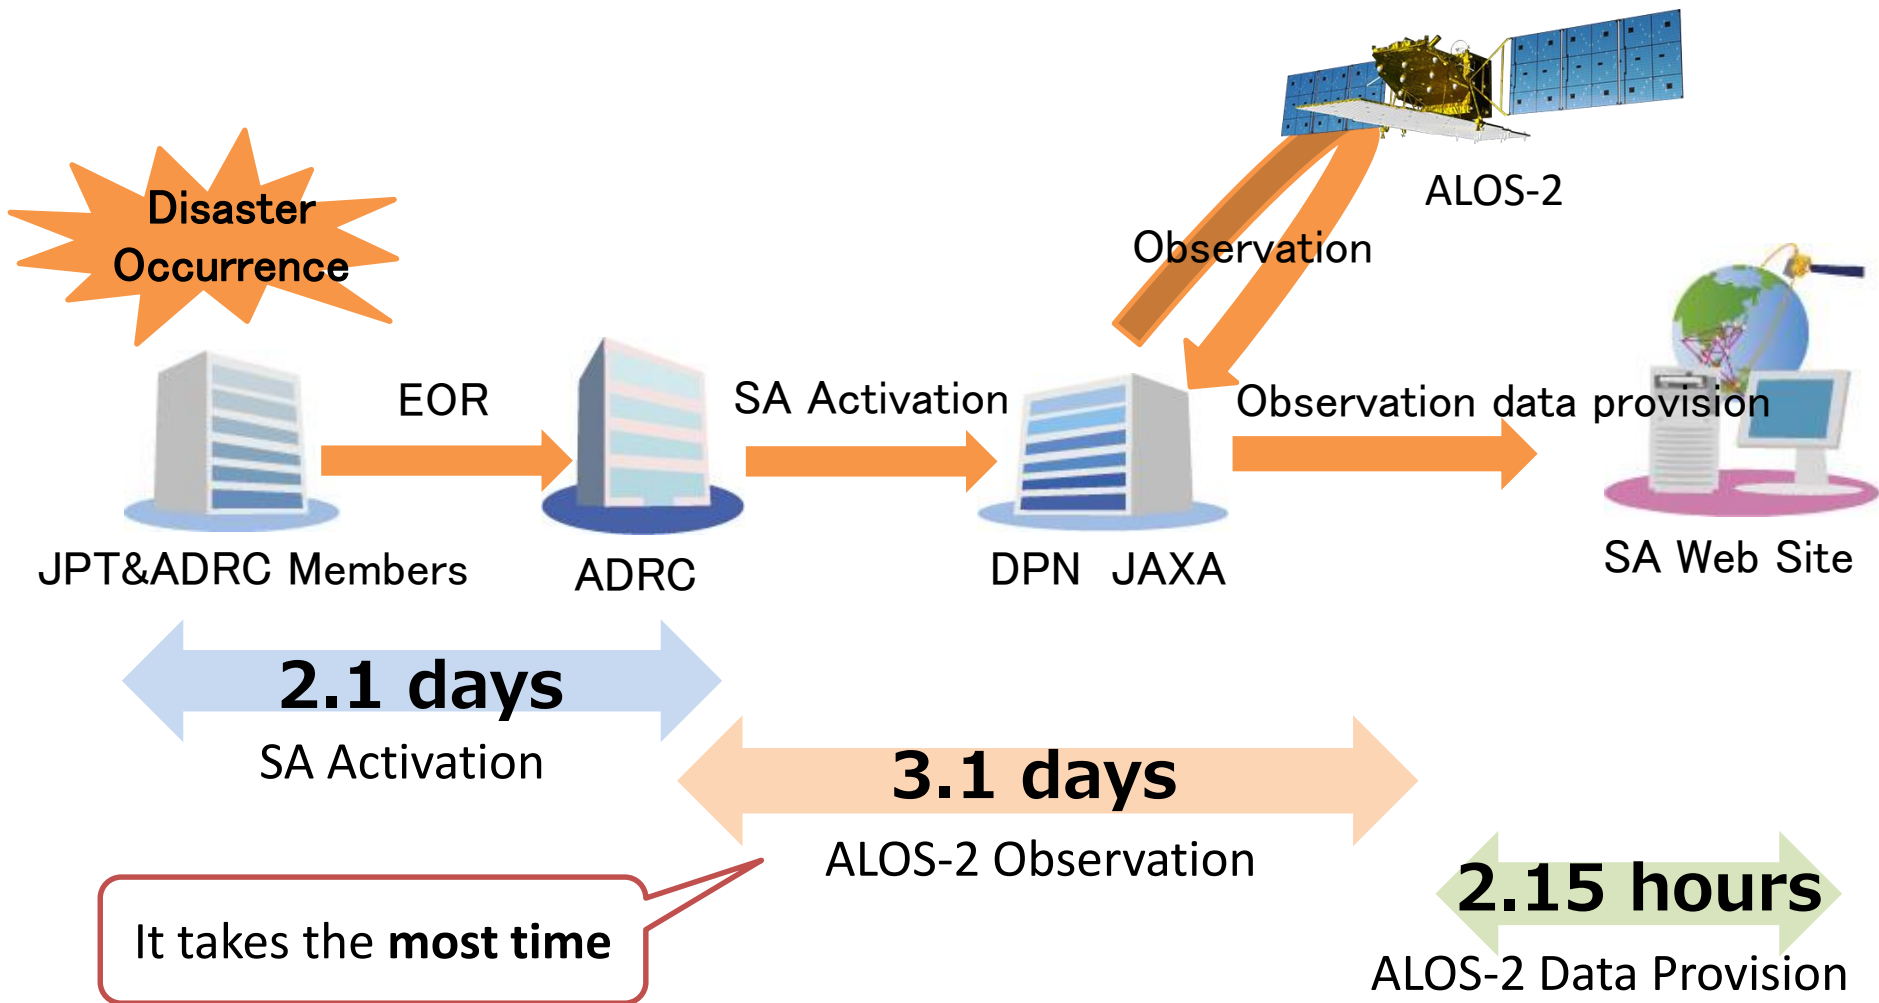 ALOS-2
Disaster
Occurrence
Observation
EOR
SA Activation
Observation data provision
JPT&ADRC Members
ADRC
DPN JAXA
SA Web Site
2.1 days
SA Activation
3.1 days
ALOS-2 Observation
2.15 hours
It takes the most time
ALOS-2 Data Provision